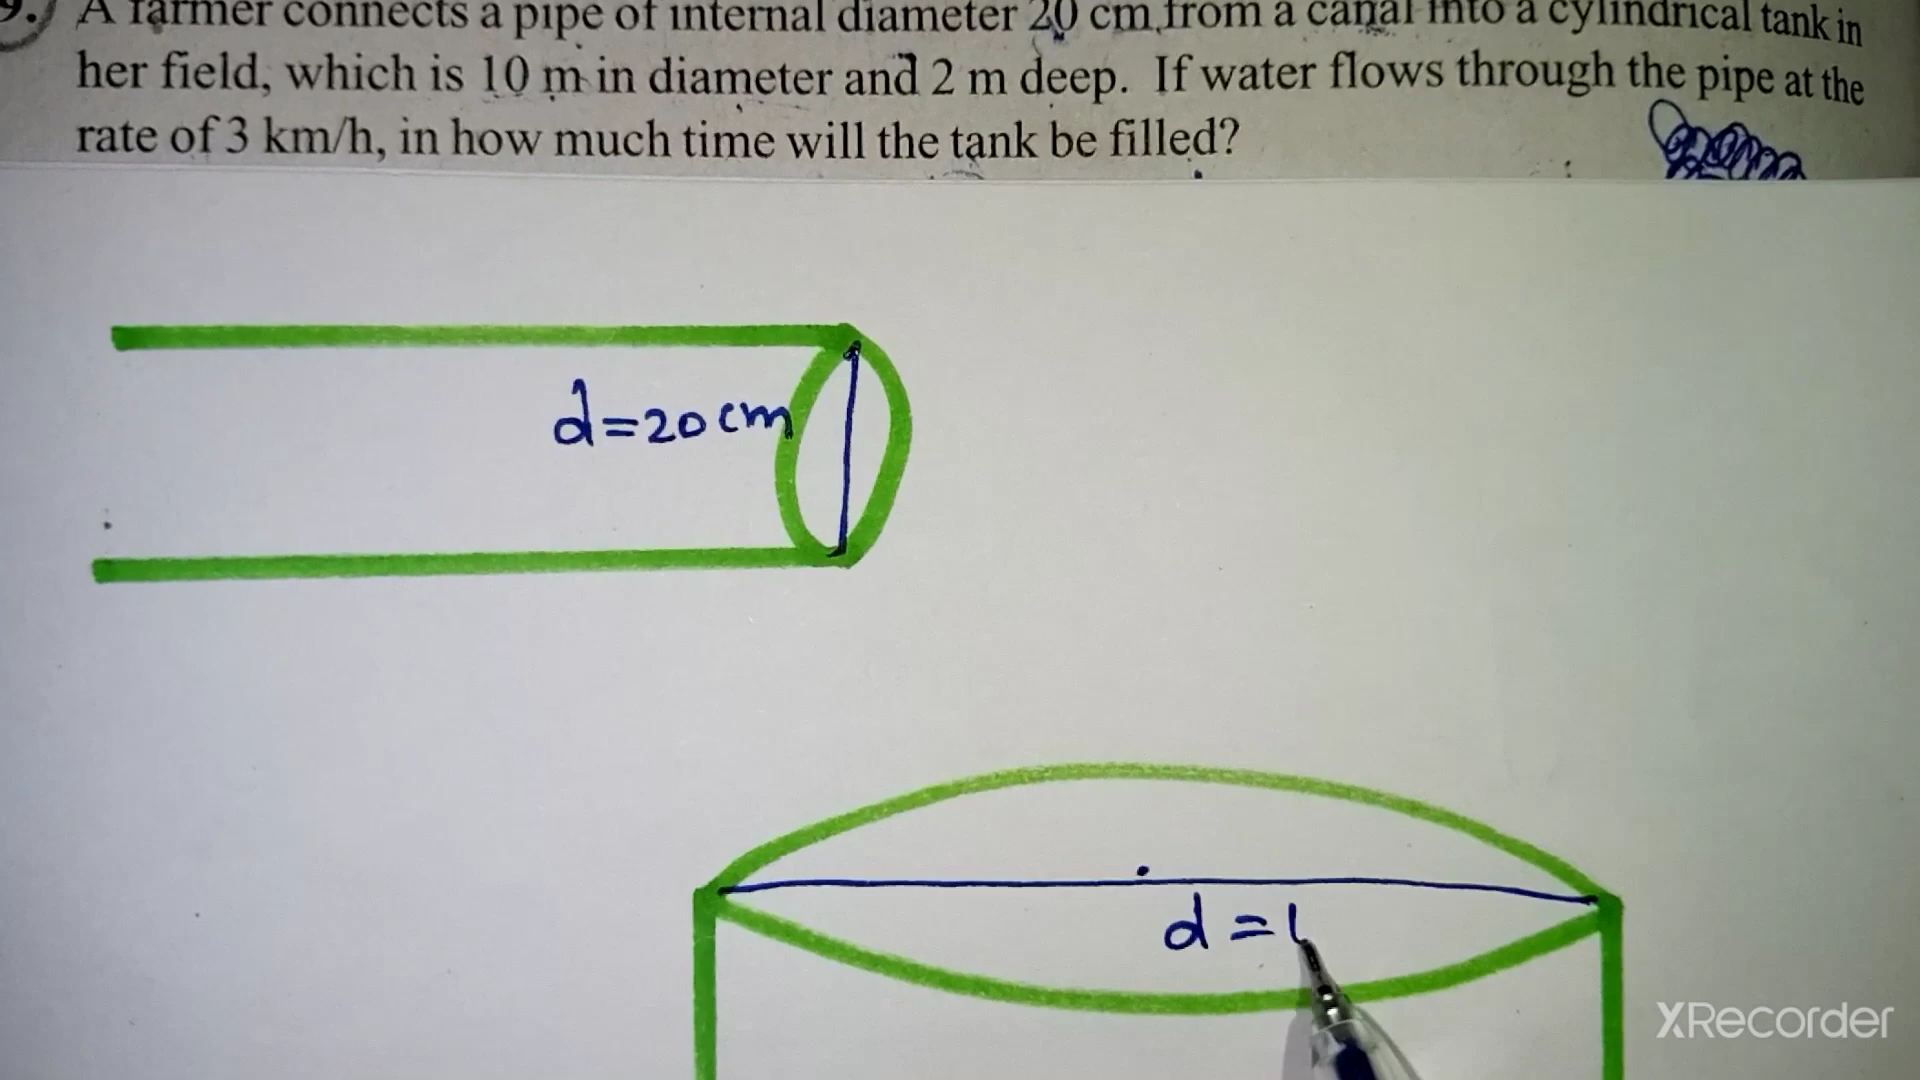 9. A farmer connects a pipe of internal diameter 20 cm from a canal into a cylindrical tank in
her field, which is 10 m in diameter and 2 m deep. If water flows through the pipe at the
rate of 3 km/h, in how much time will the tank be filled?
d=20cm
d = 1
XRecorder